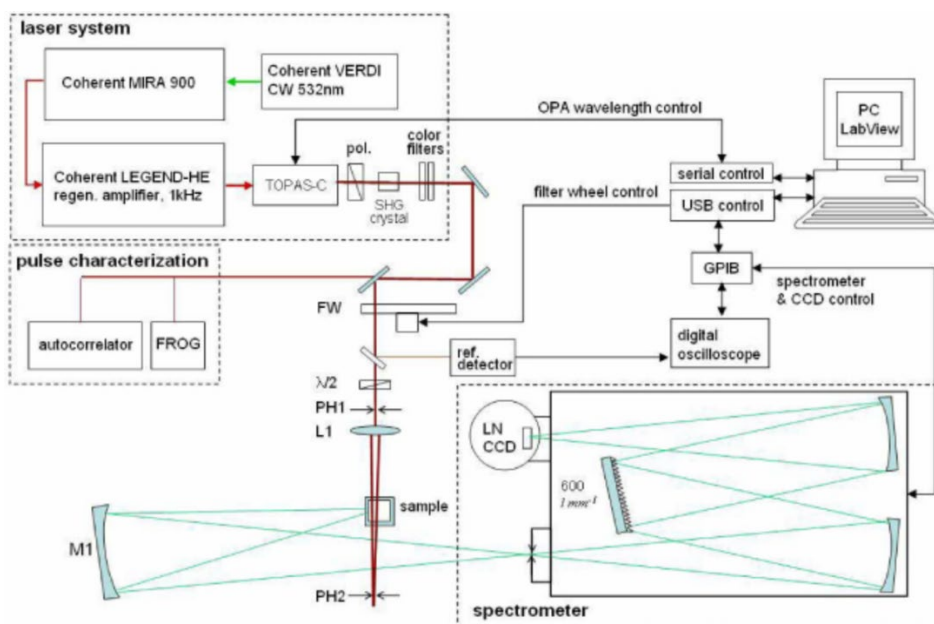 laser system
Coherent MIRA 900
Coherent VERDI
CW 532nm
Coherent LEGEND-HE
regen. amplifier, 1kHz
TOPAS-C
pol.
SHG
crystal
color
filters
OPA wavelength control
PC
LabView
serial control
filter wheel control
USB control
GPIB
spectrometer
& CCD control
digital
oscilloscope
pulse characterization
autocorrelator
FROG
FW
ref.
detector
λ/2
PH1
L1
sample
M1
PH2
LN
CCD
600
l mm⁻¹
spectrometer